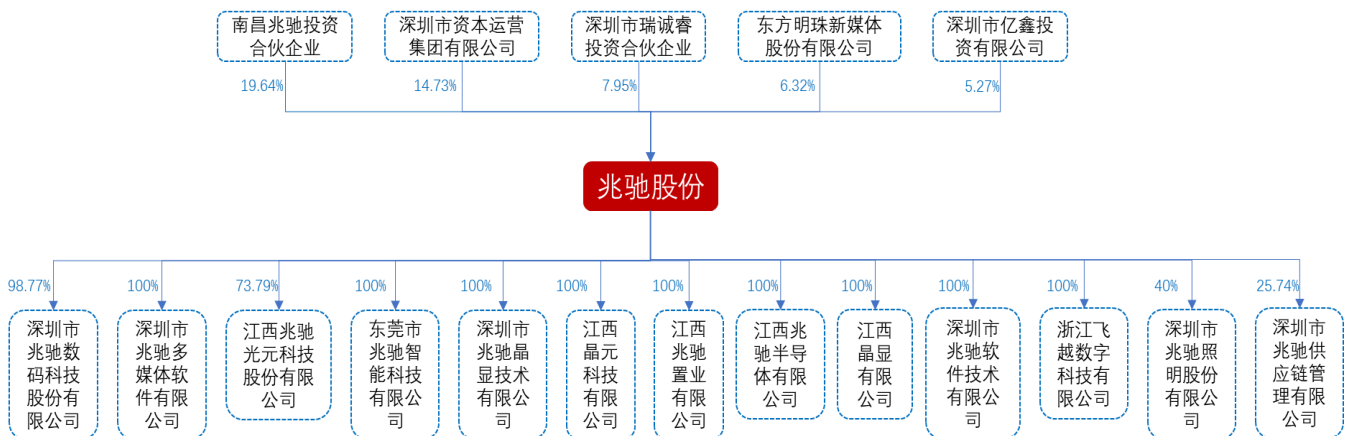 南昌兆驰投资
合伙企业
深圳市资本运营
集团有限公司
深圳市瑞诚睿
投资合伙企业
东方明珠新媒体
股份有限公司
深圳市亿鑫投
资有限公司
19.64%
14.73%
7.95%
6.32%
5.27%
兆驰股份
98.77%
100%
73.79%
100%
100%
100%
100%
100%
100%
100%
100%
40%
25.74%
深圳市
兆驰数
码科技
股份有
限公司
深圳市
兆驰多
媒体软
件有限
公司
江西兆驰
光元科技
股份有限
公司
东莞市
兆驰智
能科技
有限公
司
深圳市
兆驰晶
显技术
有限公
司
江西
晶元
科技
有限
公司
江西
兆驰
置业
有限
公司
江西兆
驰半导
体有限
公司
江西
晶显
有限
公司
深圳市
兆驰软
件技术
有限公
司
浙江飞
越数字
科技有
限公司
深圳市
兆驰照
明股份
有限公
司
深圳市
兆驰供
应链管
理有限
公司